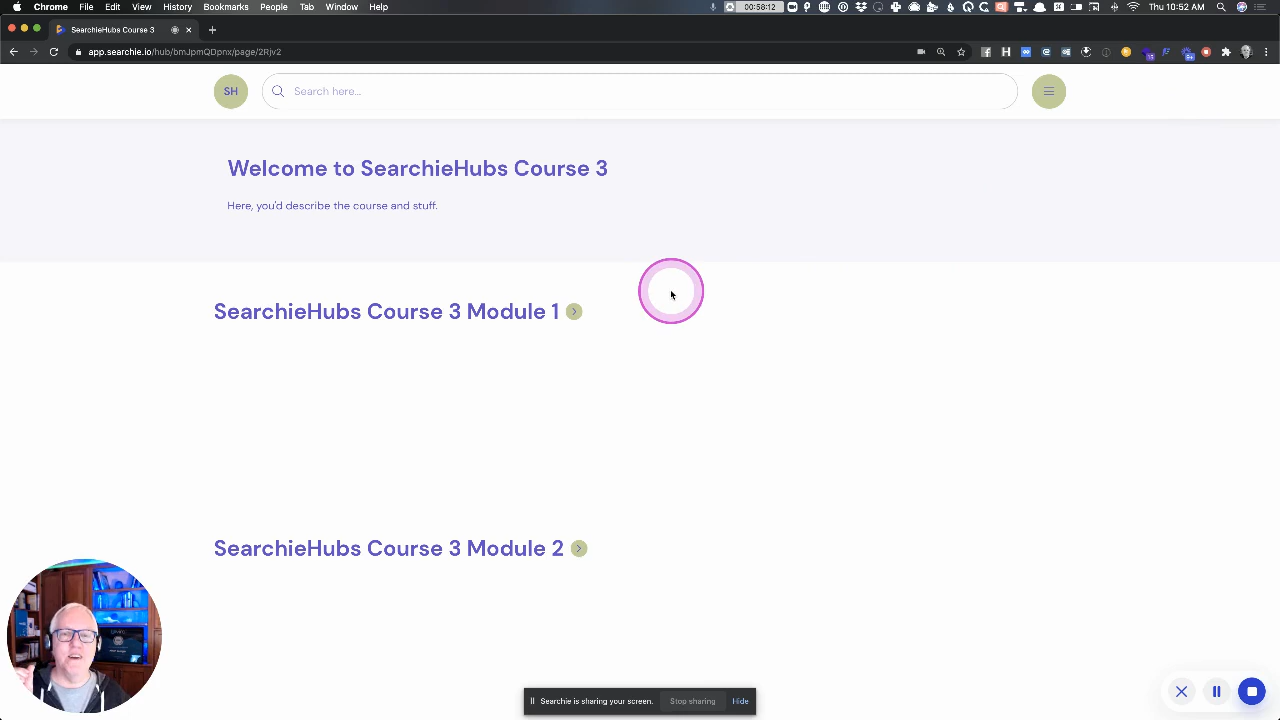 Chrome File Edit View History Bookmarks People Tab Window Help 00:58:12 Thu 10:52 AM
SearchieHubs Course 3
app.searchie.io/hub/bmJpmQDpnx/page/2Rjv2
SH Search here...
Welcome to SearchieHubs Course 3
Here, you'd describe the course and stuff.
SearchieHubs Course 3 Module 1
SearchieHubs Course 3 Module 2
Searchie is sharing your screen. Stop sharing Hide